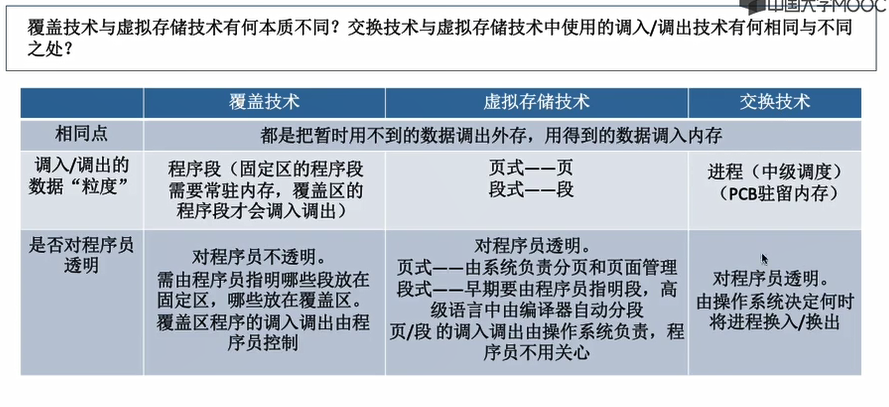 中国大学MOOC
覆盖技术与虚拟存储技术有何本质不同？交换技术与虚拟存储技术中使用的调入/调出技术有何相同与不同
之处？
覆盖技术 虚拟存储技术 交换技术
相同点 都是把暂时用不到的数据调出外存，用得到的数据调入内存
调入/调出的
数据“粒度”
程序段（固定区的程序段
需要常驻内存，覆盖区的
程序段才会调入调出）
页式——页
段式——段
进程（中级调度）
（PCB驻留内存）
是否对程序员
透明
对程序员不透明。
需由程序员指明哪些段放在
固定区，哪些放在覆盖区。
覆盖区程序的调入调出由程
序员控制
对程序员透明。
页式——由系统负责分页和页面管理
段式——早期要由程序员指明段，高
级语言中由编译器自动分段
页/段 的调入调出由操作系统负责，程
序员不用关心
对程序员透明。
由操作系统决定何时
将进程换入/换出